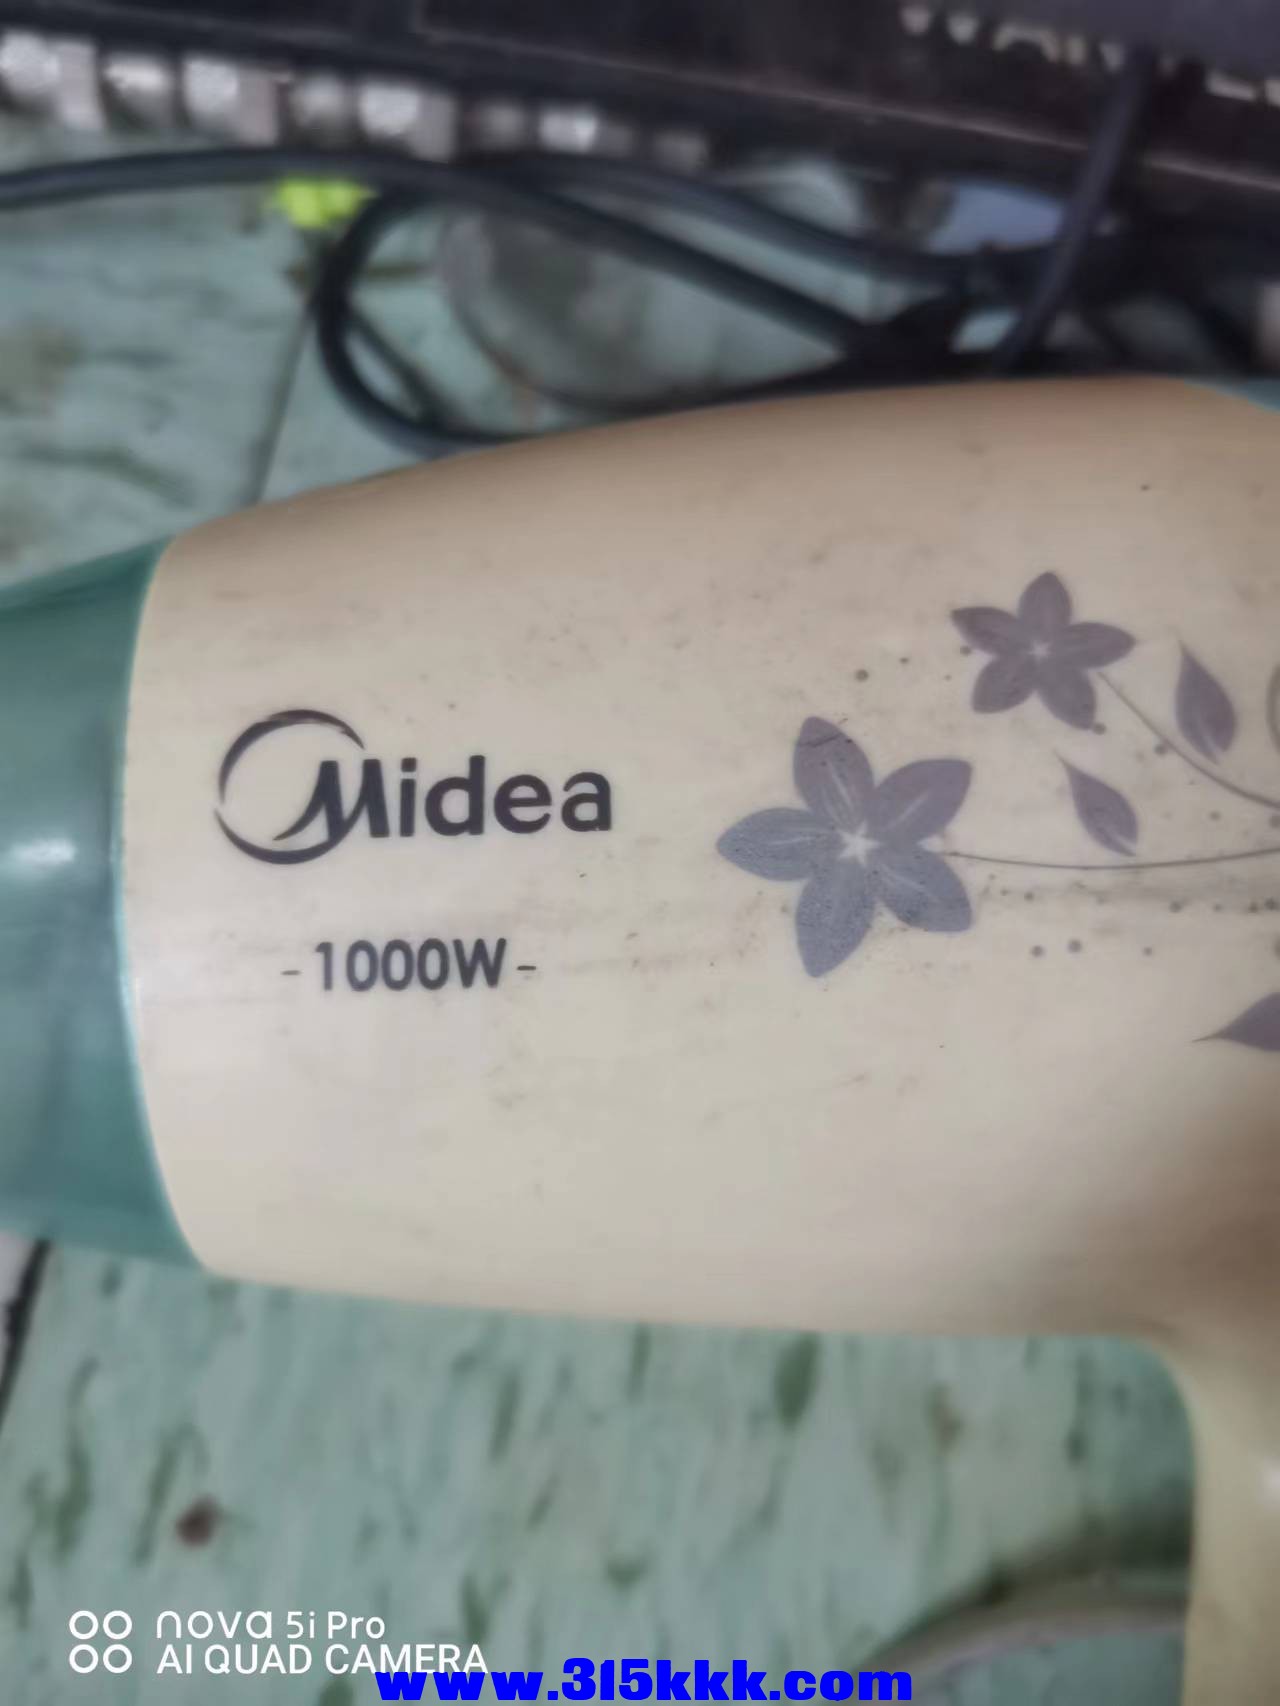 Midea
-1000W-
nova 5i Pro
AI QUAD CAMERA
www.315kkk.com